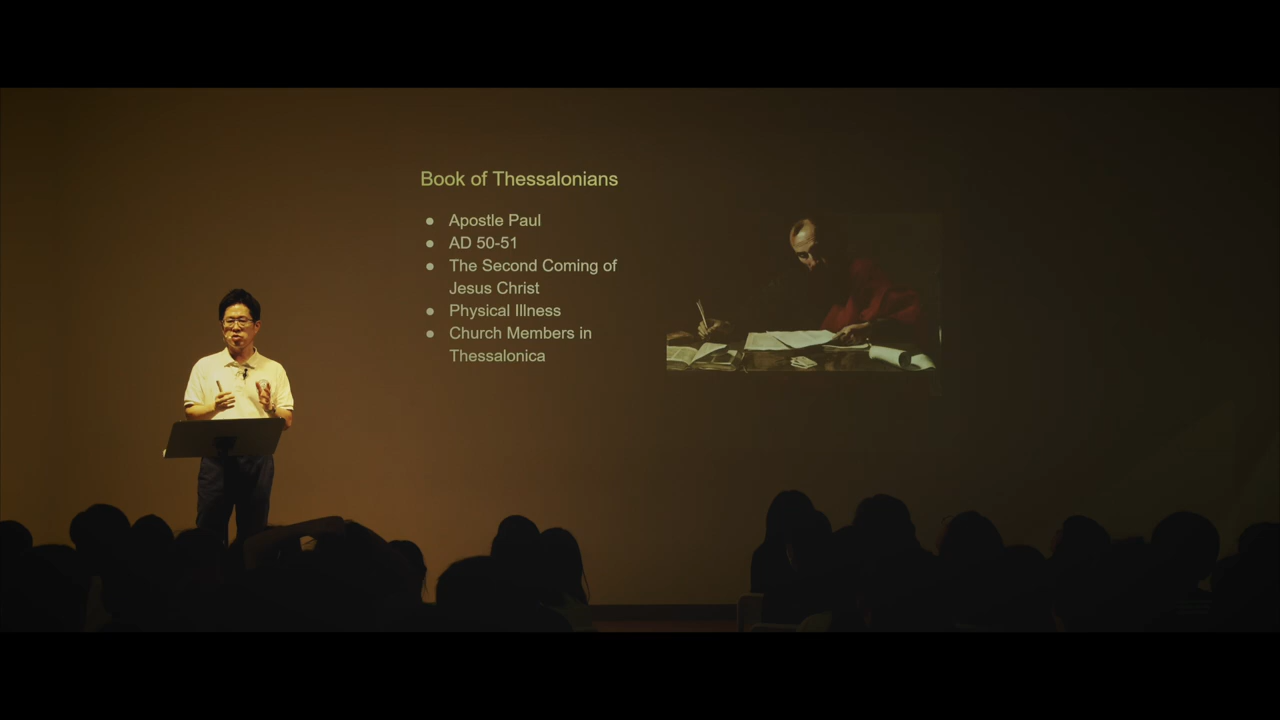 Book of Thessalonians
● Apostle Paul
● AD 50-51
● The Second Coming of
Jesus Christ
● Physical Illness
● Church Members in
Thessalonica